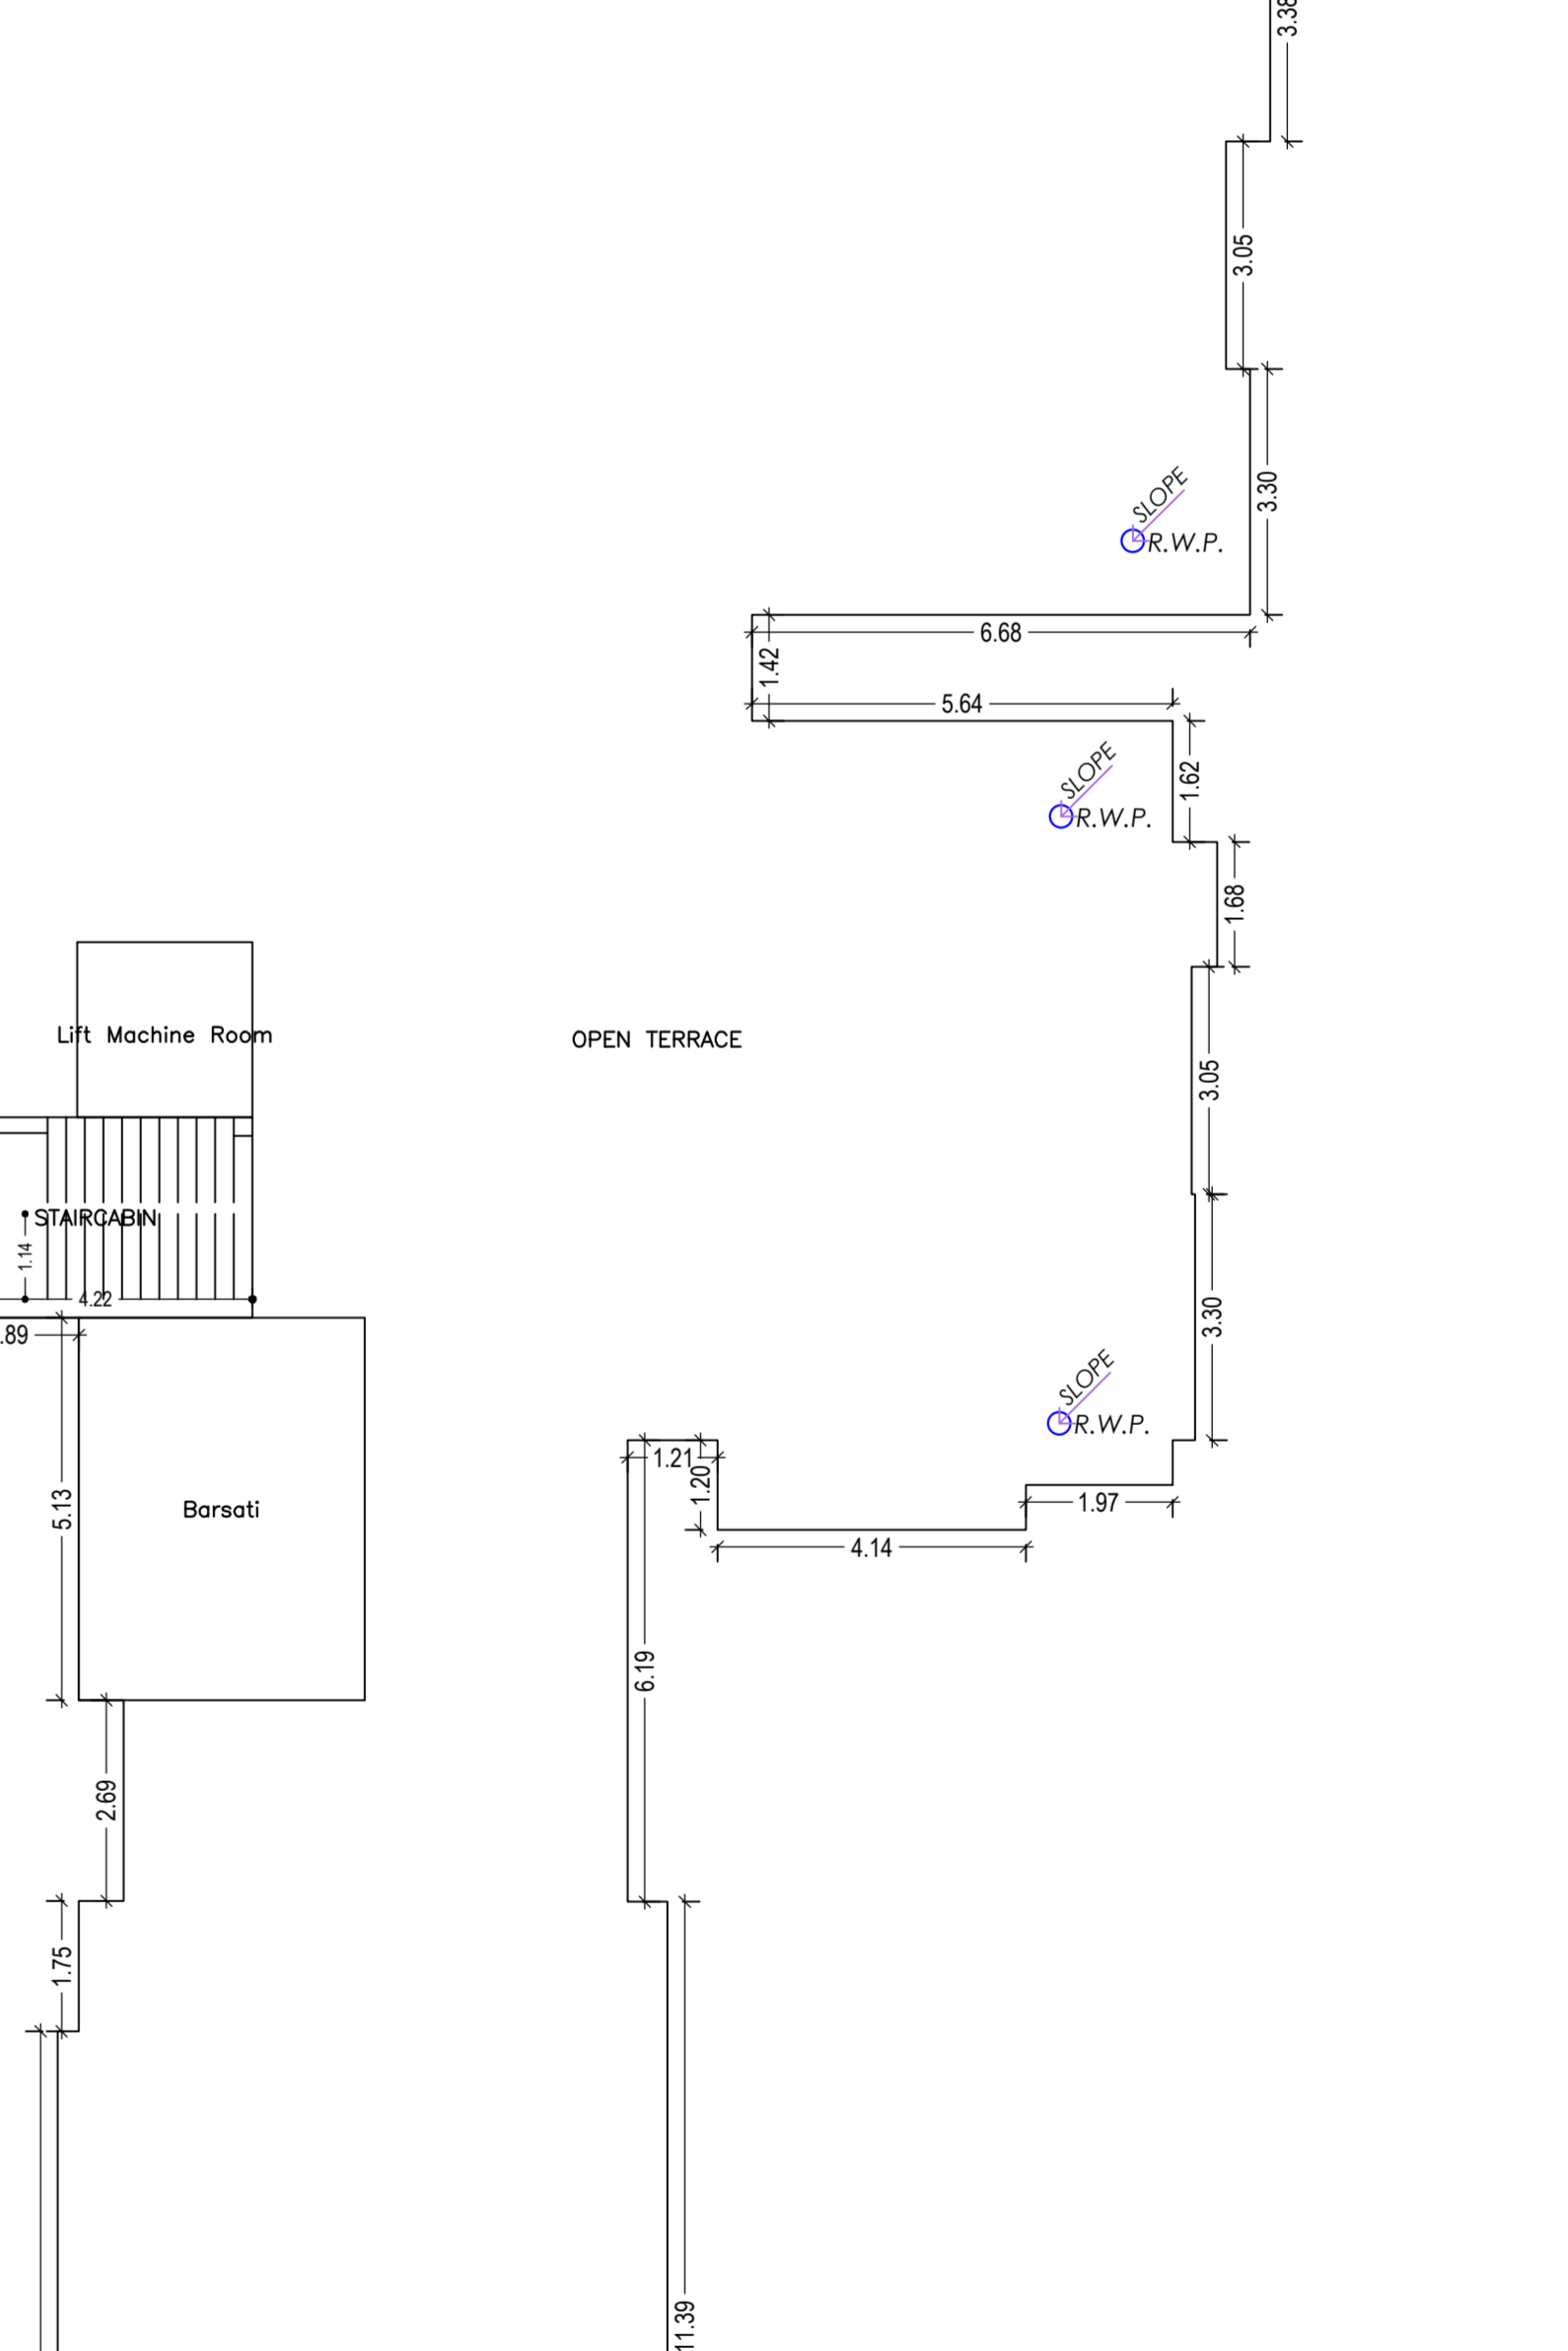 3.38
3.05
3.30
SLOPE
R.W.P.
6.68
1.42
5.64
SLOPE
R.W.P.
1.62
1.68
Lift Machine Room
OPEN TERRACE
3.05
STAIRCABIN
1.14
4.22
.89
3.30
SLOPE
R.W.P.
1.21
1.20
1.97
5.13
Barsati
4.14
6.19
2.69
1.75
11.39